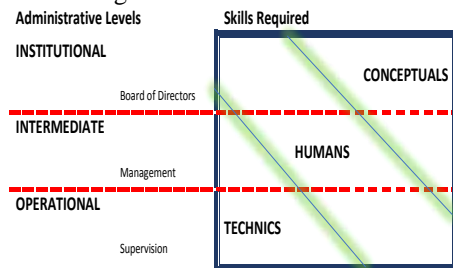 Administrative Levels Skills Required
INSTITUTIONAL
CONCEPTUALS
Board of Directors
INTERMEDIATE
HUMANS
Management
OPERATIONAL
TECHNICS
Supervision